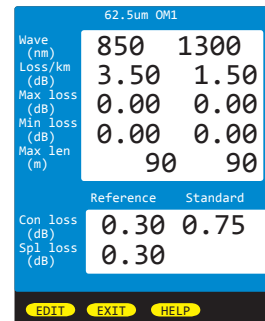 62.5um OM1
Wave (nm) 850 1300
Loss/km (dB) 3.50 1.50
Max loss (dB) 0.00 0.00
Min loss (dB) 0.00 0.00
Max len (m) 90 90
Reference Standard
Con loss (dB) 0.30 0.75
Spl loss (dB) 0.30
EDIT EXIT HELP